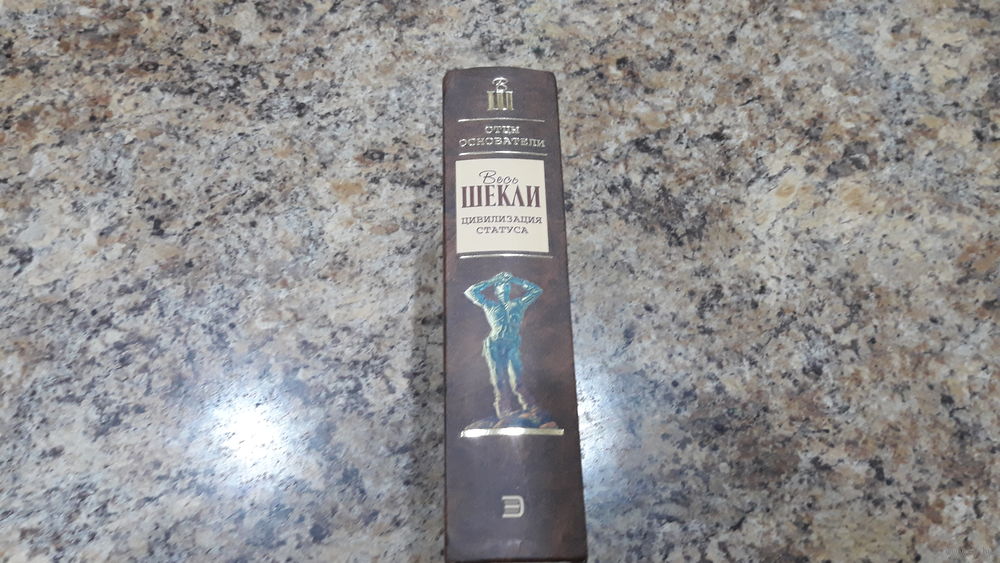 Ш
ОТЦЫ
ОСНОВАТЕЛИ
Весь
ШЕКЛИ
ЦИВИЛИЗАЦИЯ
СТАТУСА
Э